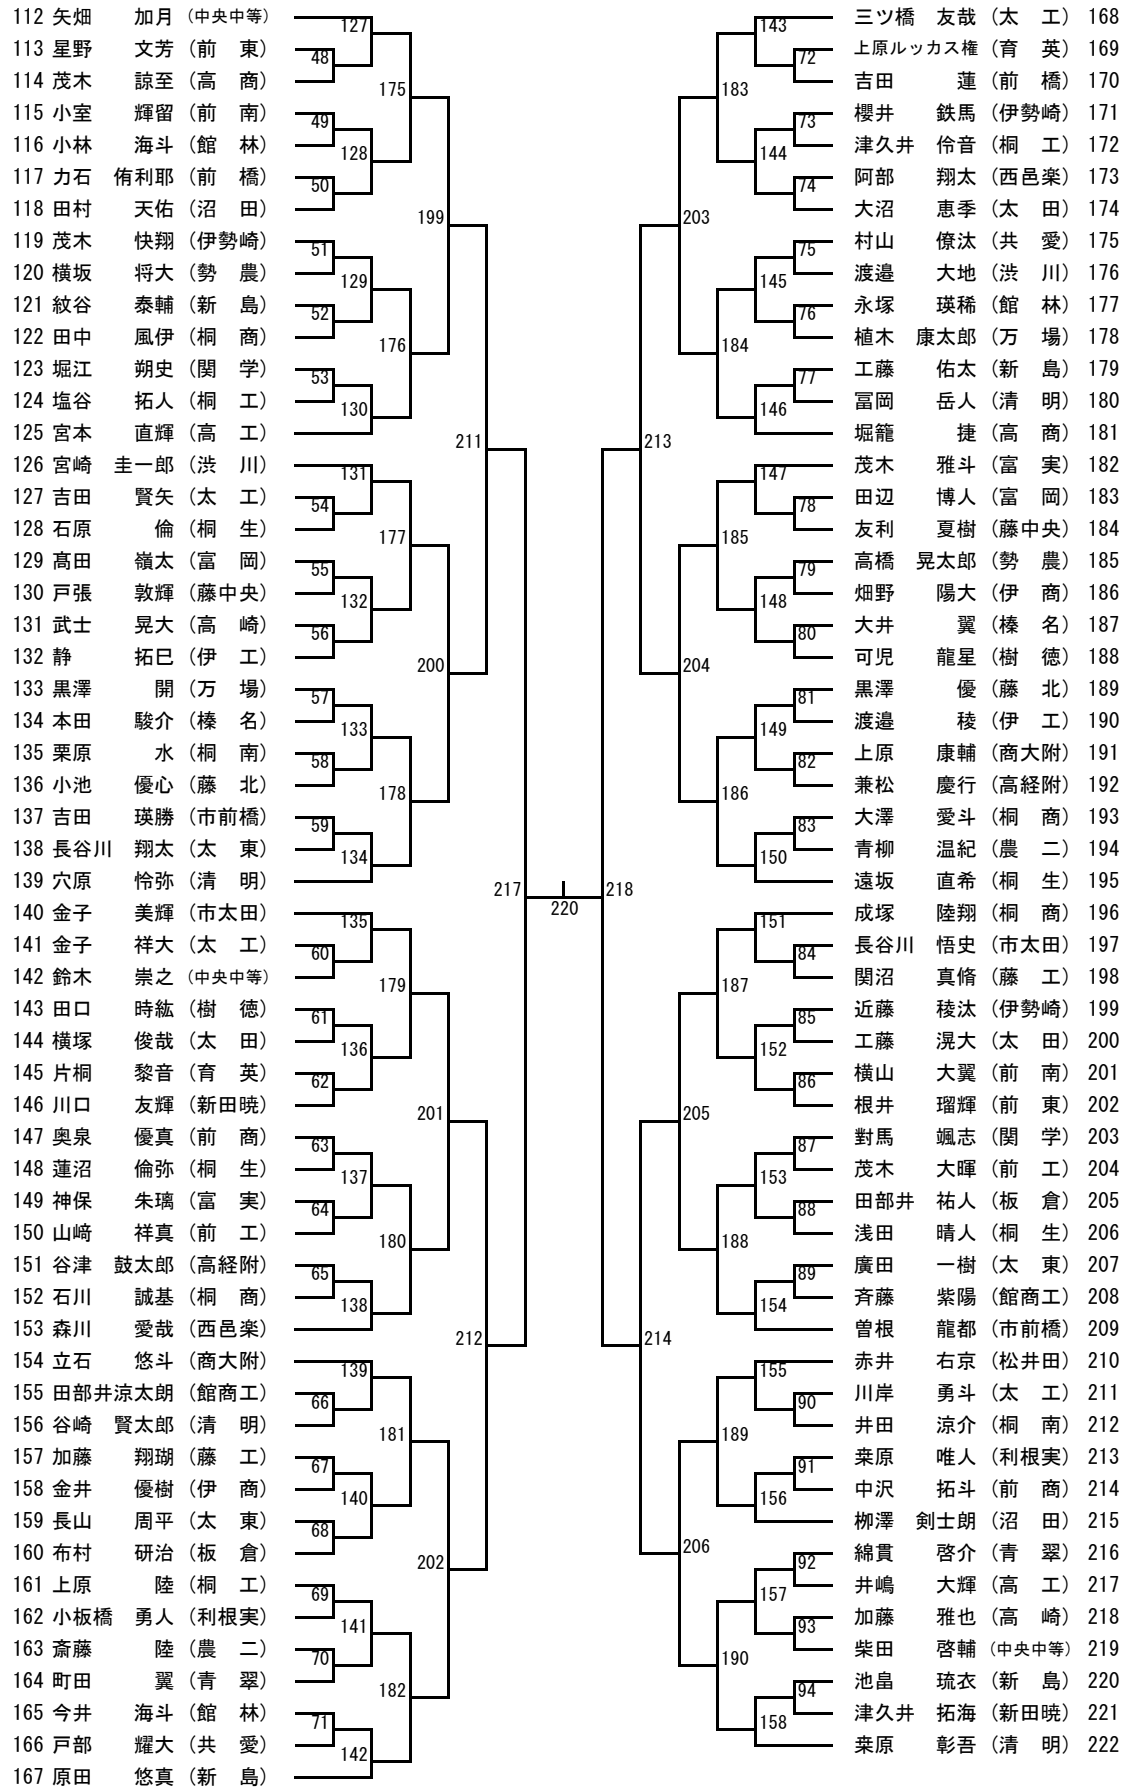 112 矢畑 加月 (中央中等)
113 星野 文芳 (前 東)
114 茂木 諒至 (高 商)
115 小室 輝留 (前 南)
116 小林 海斗 (館 林)
117 力石 侑利耶 (前 橋)
118 田村 天佑 (沼 田)
119 茂木 快翔 (伊勢崎)
120 横坂 将大 (勢 農)
121 紋谷 泰輔 (新 島)
122 田中 風伊 (桐 商)
123 堀江 朔史 (関 学)
124 塩谷 拓人 (桐 工)
125 宮本 直輝 (高 工)
126 宮崎 圭一郎 (渋 川)
127 吉田 賢矢 (太 工)
128 石原 倫 (桐 生)
129 髙田 嶺太 (富 岡)
130 戸張 敦輝 (藤中央)
131 武士 晃大 (高 崎)
132 静 拓巳 (伊 工)
133 黒澤 開 (万 場)
134 本田 駿介 (榛 名)
135 栗原 水 (桐 南)
136 小池 優心 (藤 北)
137 吉田 瑛勝 (市前橋)
138 長谷川 翔太 (太 東)
139 穴原 怜弥 (清 明)
140 金子 美輝 (市太田)
141 金子 祥大 (太 工)
142 鈴木 崇之 (中央中等)
143 田口 時紘 (樹 徳)
144 横塚 俊哉 (太 田)
145 片桐 黎音 (育 英)
146 川口 友輝 (新田暁)
147 奥泉 優真 (前 商)
148 蓮沼 倫弥 (桐 生)
149 神保 朱璃 (富 実)
150 山﨑 祥真 (前 工)
151 谷津 鼓太郎 (高経附)
152 石川 誠基 (桐 商)
153 森川 愛哉 (西邑楽)
154 立石 悠斗 (商大附)
155 田部井涼太朗 (館商工)
156 谷崎 賢太郎 (清 明)
157 加藤 翔瑚 (藤 工)
158 金井 優樹 (伊 商)
159 長山 周平 (太 東)
160 布村 研治 (板 倉)
161 上原 陸 (桐 工)
162 小板橋 勇人 (利根実)
163 斎藤 陸 (農 二)
164 町田 翼 (青 翠)
165 今井 海斗 (館 林)
166 戸部 耀大 (共 愛)
167 原田 悠真 (新 島)
127
48
175
49
128
50
199
51
129
52
176
53
130
211
131
54
177
55
132
56
200
57
133
58
178
59
134
217
135
60
179
61
136
62
201
63
137
64
180
65
138
212
139
66
181
67
140
68
202
69
141
70
182
71
142
220
218
143
72
183
73
144
74
203
75
145
76
184
77
146
213
147
78
185
79
148
80
204
81
149
82
186
83
150
151
84
187
85
152
86
205
87
153
88
188
89
154
214
155
90
189
91
156
206
92
157
93
190
94
158
三ツ橋 友哉 (太 工) 168
上原ルッカス権 (育 英) 169
吉田 蓮 (前 橋) 170
櫻井 鉄馬 (伊勢崎) 171
津久井 伶音 (桐 工) 172
阿部 翔太 (西邑楽) 173
大沼 恵季 (太 田) 174
村山 僚汰 (共 愛) 175
渡邉 大地 (渋 川) 176
永塚 瑛稀 (館 林) 177
植木 康太郎 (万 場) 178
工藤 佑太 (新 島) 179
冨岡 岳人 (清 明) 180
堀籠 捷 (高 商) 181
茂木 雅斗 (富 実) 182
田辺 博人 (富 岡) 183
友利 夏樹 (藤中央) 184
高橋 晃太郎 (勢 農) 185
畑野 陽大 (伊 商) 186
大井 翼 (榛 名) 187
可児 龍星 (樹 徳) 188
黒澤 優 (藤 北) 189
渡邉 稜 (伊 工) 190
上原 康輔 (商大附) 191
兼松 慶行 (高経附) 192
大澤 愛斗 (桐 商) 193
青柳 温紀 (農 二) 194
遠坂 直希 (桐 生) 195
成塚 陸翔 (桐 商) 196
長谷川 悟史 (市太田) 197
関沼 真脩 (藤 工) 198
近藤 稜汰 (伊勢崎) 199
工藤 滉大 (太 田) 200
横山 大翼 (前 南) 201
根井 瑠輝 (前 東) 202
對馬 颯志 (関 学) 203
茂木 大暉 (前 工) 204
田部井 祐人 (板 倉) 205
浅田 晴人 (桐 生) 206
廣田 一樹 (太 東) 207
斉藤 紫陽 (館商工) 208
曽根 龍都 (市前橋) 209
赤井 右京 (松井田) 210
川岸 勇斗 (太 工) 211
井田 涼介 (桐 南) 212
桒原 唯人 (利根実) 213
中沢 拓斗 (前 商) 214
栁澤 剣士朗 (沼 田) 215
綿貫 啓介 (青 翠) 216
井嶋 大輝 (高 工) 217
加藤 雅也 (高 崎) 218
柴田 啓輔 (中央中等) 219
池畠 琉衣 (新 島) 220
津久井 拓海 (新田暁) 221
桒原 彰吾 (清 明) 222